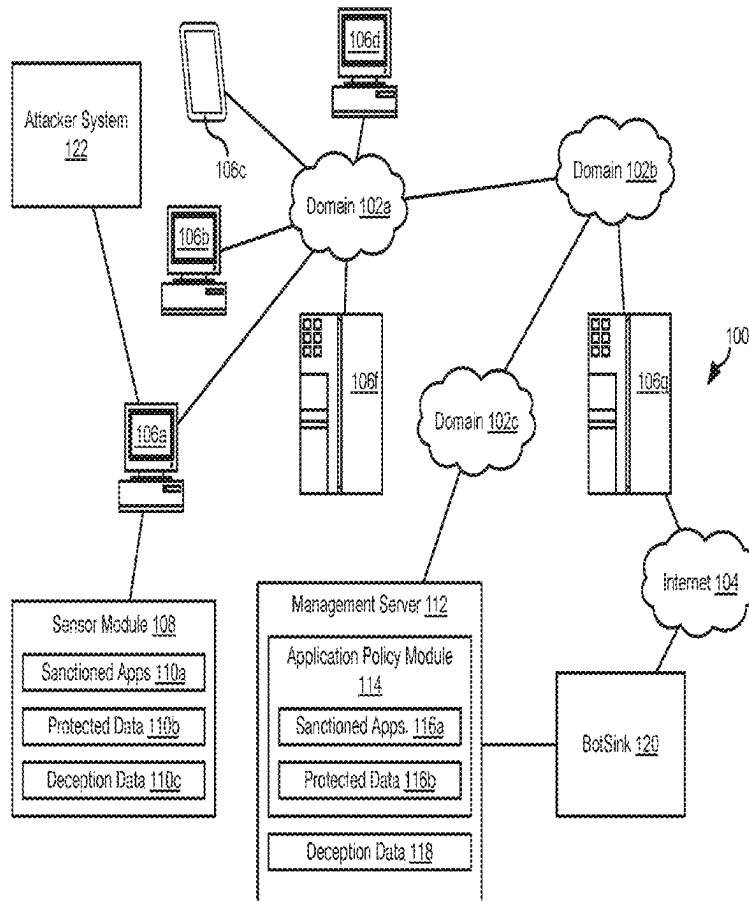 106d
Attacker System
122
106c
Domain 102a
Domain 102b
106b
100
106f
106g
Domain 102c
106a
Internet 104
Sensor Module 108
Management Server 112
Sanctioned Apps 110a
Application Policy Module
114
Protected Data 110b
Sanctioned Apps. 116a
BotSink 120
Deception Data 110c
Protected Data 116b
Deception Data 118